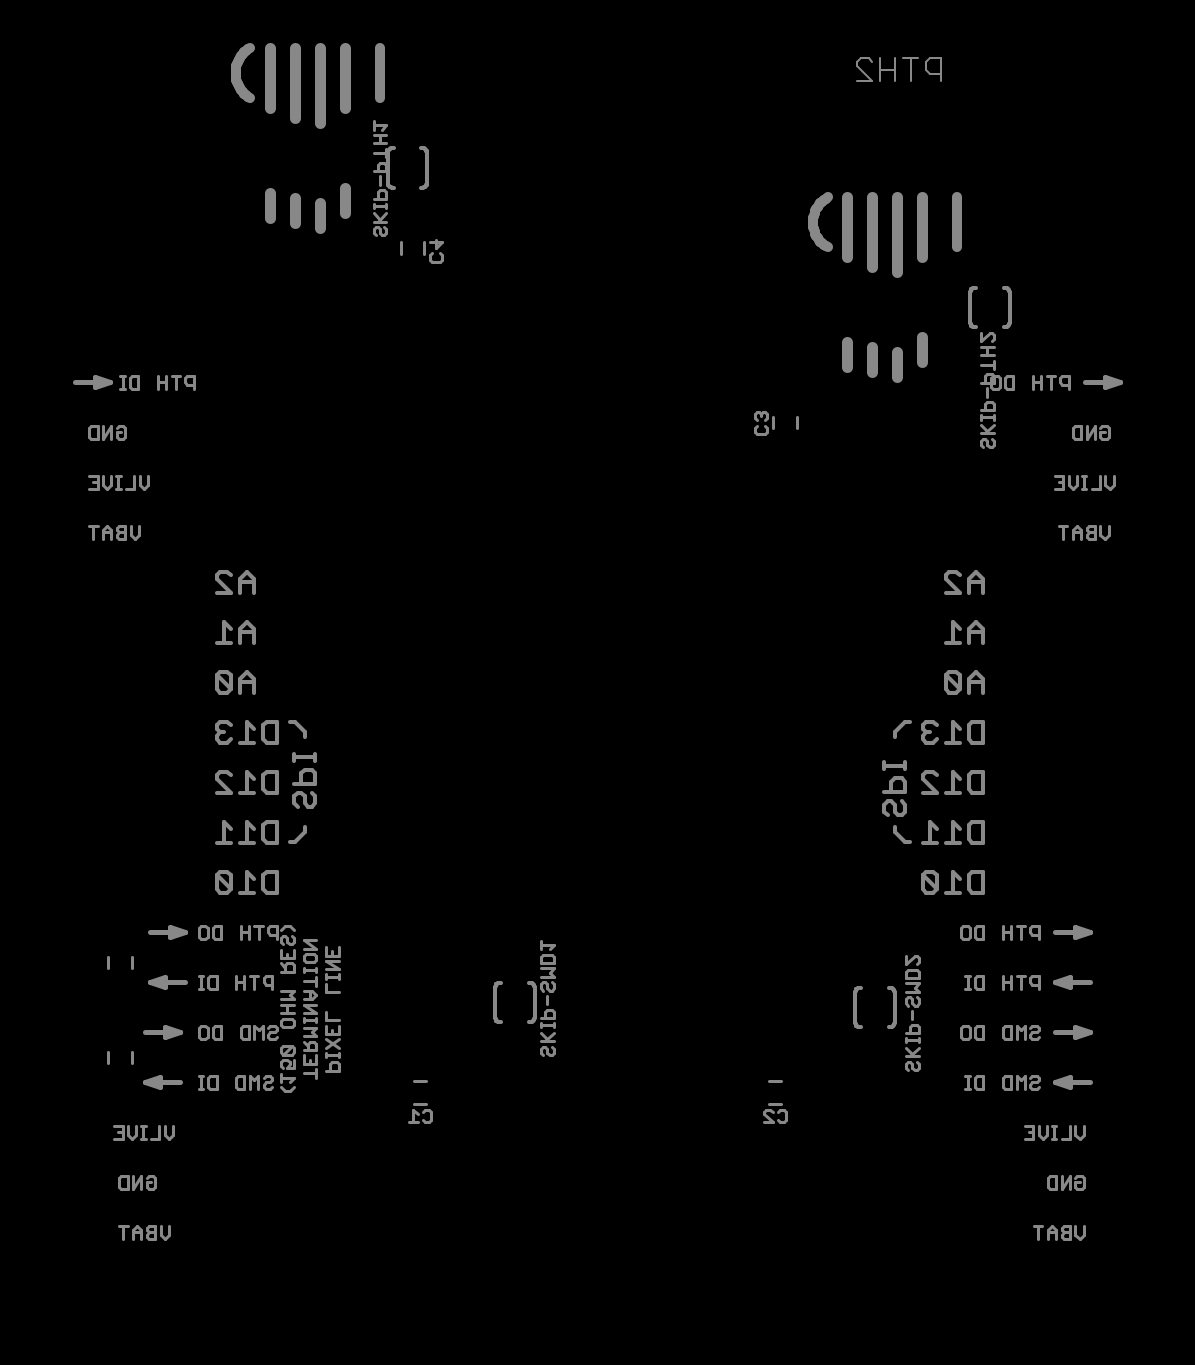 PTH2
SKIP-PTH1
C4
SKIP-PTH2
PTH DI
PTH DO
C3
GND
GND
VLIVE
VLIVE
VBAT
VBAT
A2
A2
A1
A1
A0
A0
D13
D13
SPI
SPI
D12
D12
D11
D11
D10
D10
PTH DO
PTH DO
PTH DI
PTH DI
SMD DO
SMD DO
SMD DI
SMD DI
PIXEL LINE
TERMINATION
(150 OHM RES)
SKIP-SMD1
SKIP-SMD2
C1
C2
VLIVE
VLIVE
GND
GND
VBAT
VBAT